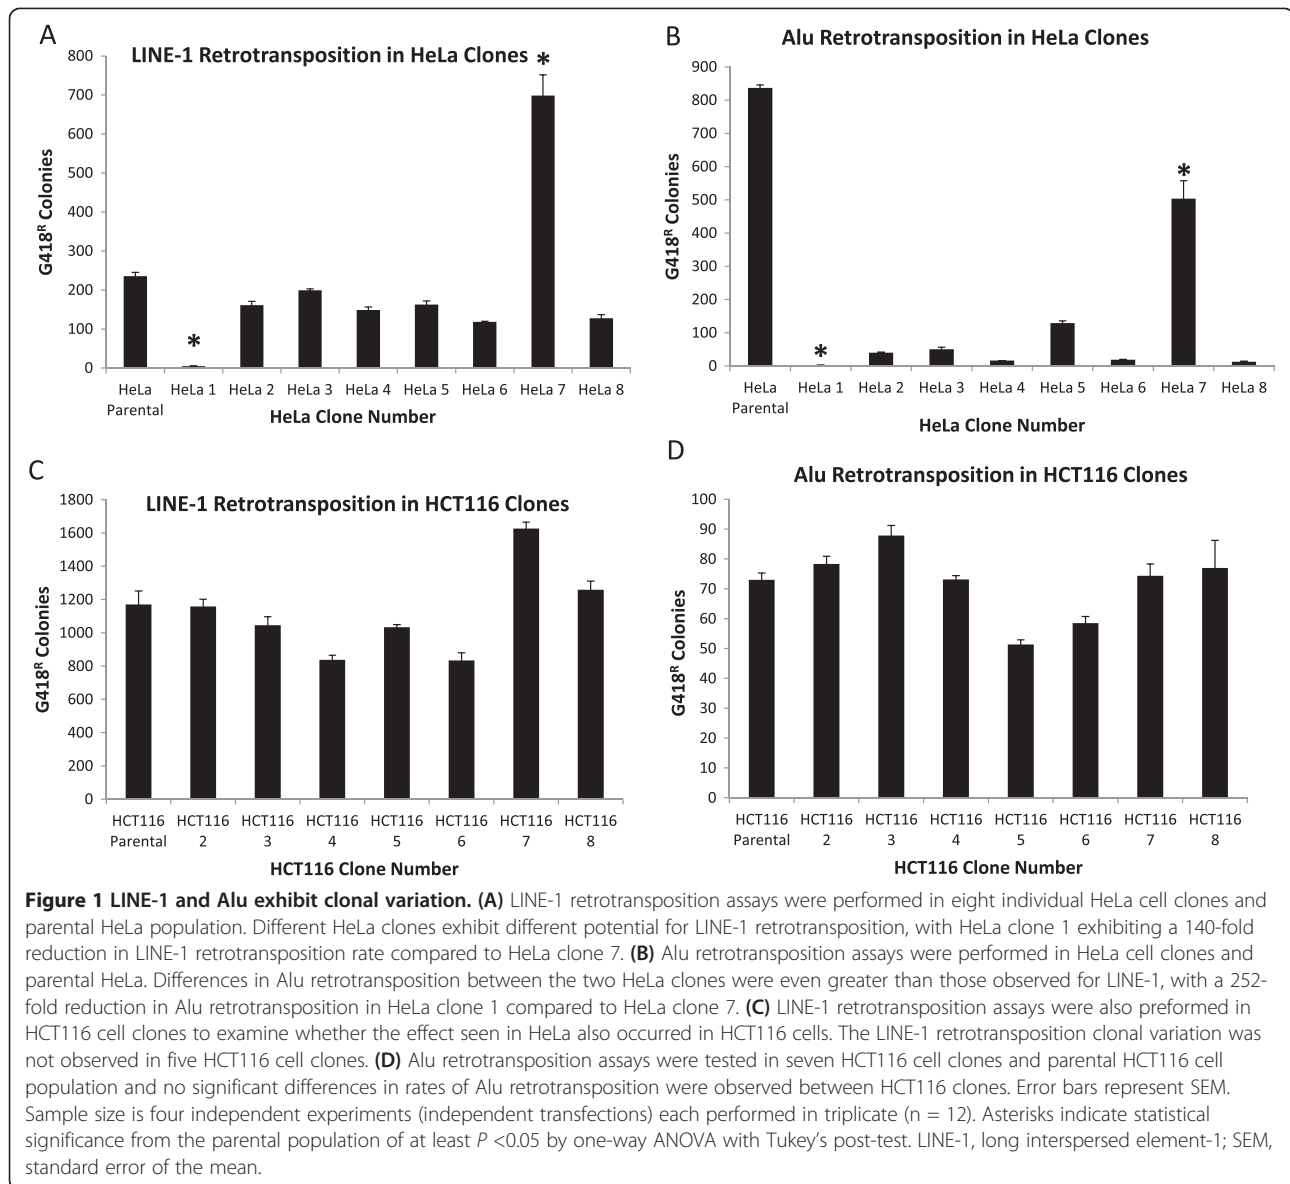 A
LINE-1 Retrotransposition in HeLa Clones
G418R Colonies
800
700
600
500
400
300
200
100
0
*
*
HeLa Parental
HeLa 1
HeLa 2
HeLa 3
HeLa 4
HeLa 5
HeLa 6
HeLa 7
HeLa 8
HeLa Clone Number
B
Alu Retrotransposition in HeLa Clones
G418R Colonies
900
800
700
600
500
400
300
200
100
0
*
*
HeLa Parental
HeLa 1
HeLa 2
HeLa 3
HeLa 4
HeLa 5
HeLa 6
HeLa 7
HeLa 8
HeLa Clone Number
C
LINE-1 Retrotransposition in HCT116 Clones
G418R Colonies
1800
1600
1400
1200
1000
800
600
400
200
0
HCT116 Parental
HCT116 2
HCT116 3
HCT116 4
HCT116 5
HCT116 6
HCT116 7
HCT116 8
HCT116 Clone Number
D
Alu Retrotransposition in HCT116 Clones
G418R Colonies
100
90
80
70
60
50
40
30
20
10
0
HCT116 Parental
HCT116 2
HCT116 3
HCT116 4
HCT116 5
HCT116 6
HCT116 7
HCT116 8
HCT116 Clone Number
Figure 1 LINE-1 and Alu exhibit clonal variation. (A) LINE-1 retrotransposition assays were performed in eight individual HeLa cell clones and
parental HeLa population. Different HeLa clones exhibit different potential for LINE-1 retrotransposition, with HeLa clone 1 exhibiting a 140-fold
reduction in LINE-1 retrotransposition rate compared to HeLa clone 7. (B) Alu retrotransposition assays were performed in HeLa cell clones and
parental HeLa. Differences in Alu retrotransposition between the two HeLa clones were even greater than those observed for LINE-1, with a 252-
fold reduction in Alu retrotransposition in HeLa clone 1 compared to HeLa clone 7. (C) LINE-1 retrotransposition assays were also preformed in
HCT116 cell clones to examine whether the effect seen in HeLa also occurred in HCT116 cells. The LINE-1 retrotransposition clonal variation was
not observed in five HCT116 cell clones. (D) Alu retrotransposition assays were tested in seven HCT116 cell clones and parental HCT116 cell
population and no significant differences in rates of Alu retrotransposition were observed between HCT116 clones. Error bars represent SEM.
Sample size is four independent experiments (independent transfections) each performed in triplicate (n = 12). Asterisks indicate statistical
significance from the parental population of at least P <0.05 by one-way ANOVA with Tukey's post-test. LINE-1, long interspersed element-1; SEM,
standard error of the mean.